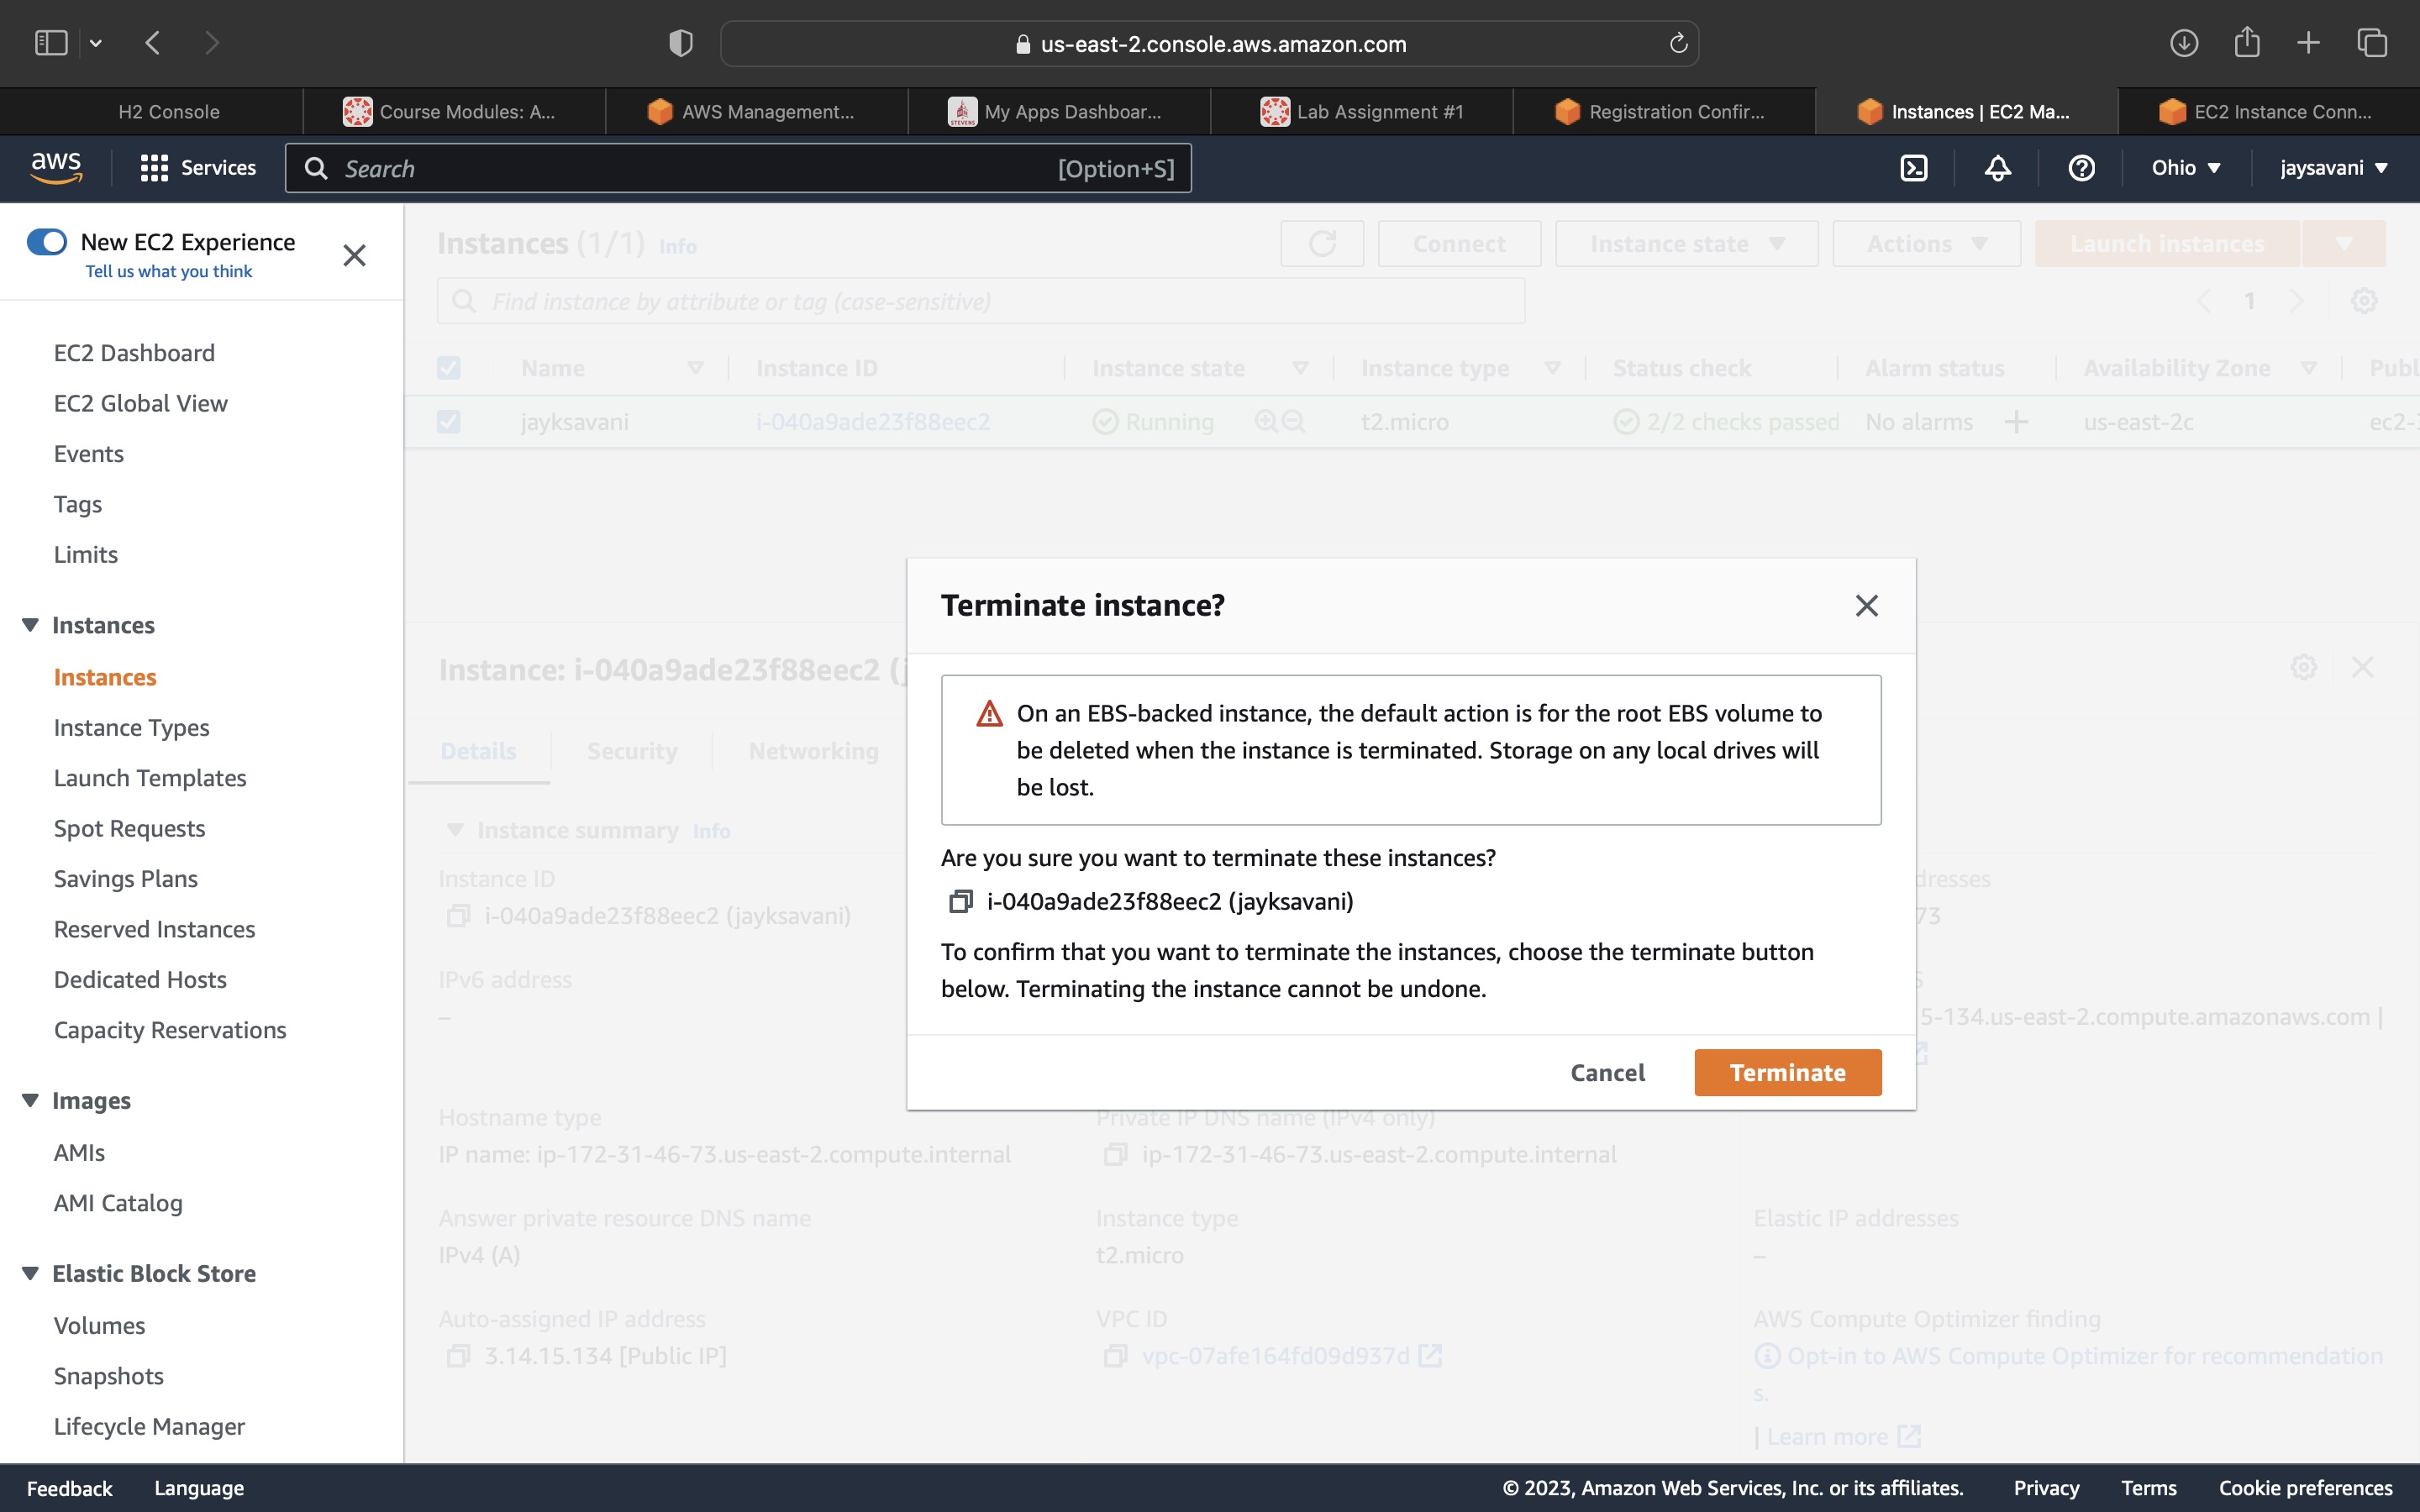 us-east-2.console.aws.amazon.com
H2 Console
Course Modules: A...
AWS Management...
STEVENS
My Apps Dashboar...
Lab Assignment #1
Registration Confir...
Instances | EC2 Ma...
EC2 Instance Conn...
aws
Services
Search
[Option+S]
Ohio
jaysavani
New EC2 Experience
Tell us what you think
EC2 Dashboard
EC2 Global View
Events
Tags
Limits
Instances
Instances
Instance Types
Launch Templates
Spot Requests
Savings Plans
Reserved Instances
Dedicated Hosts
Capacity Reservations
Images
AMIs
AMI Catalog
Elastic Block Store
Volumes
Snapshots
Lifecycle Manager
Instances (1/1) Info
Connect
Instance state
Actions
Launch instances
Find instance by attribute or tag (case-sensitive)
1
Name Instance ID Instance state Instance type Status check Alarm status Availability Zone Publ
jayksavani i-040a9ade23f88eec2 Running t2.micro 2/2 checks passed No alarms us-east-2c ec2-
Instance: i-040a9ade23f88eec2 (j
Details Security Networking
Instance summary Info
Instance ID
i-040a9ade23f88eec2 (jayksavani)
IPv6 address
–
dresses
73
5-134.us-east-2.compute.amazonaws.com |
Terminate instance?
On an EBS-backed instance, the default action is for the root EBS volume to
be deleted when the instance is terminated. Storage on any local drives will
be lost.
Are you sure you want to terminate these instances?
i-040a9ade23f88eec2 (jayksavani)
To confirm that you want to terminate the instances, choose the terminate button
below. Terminating the instance cannot be undone.
Cancel
Terminate
Hostname type
IP name: ip-172-31-46-73.us-east-2.compute.internal
Private IP DNS name (IPv4 only)
ip-172-31-46-73.us-east-2.compute.internal
Answer private resource DNS name
IPv4 (A)
Instance type
t2.micro
Elastic IP addresses
–
Auto-assigned IP address
3.14.15.134 [Public IP]
VPC ID
vpc-07afe164fd09d937d
AWS Compute Optimizer finding
Opt-in to AWS Compute Optimizer for recommendation
s.
| Learn more
Feedback
Language
© 2023, Amazon Web Services, Inc. or its affiliates.
Privacy
Terms
Cookie preferences